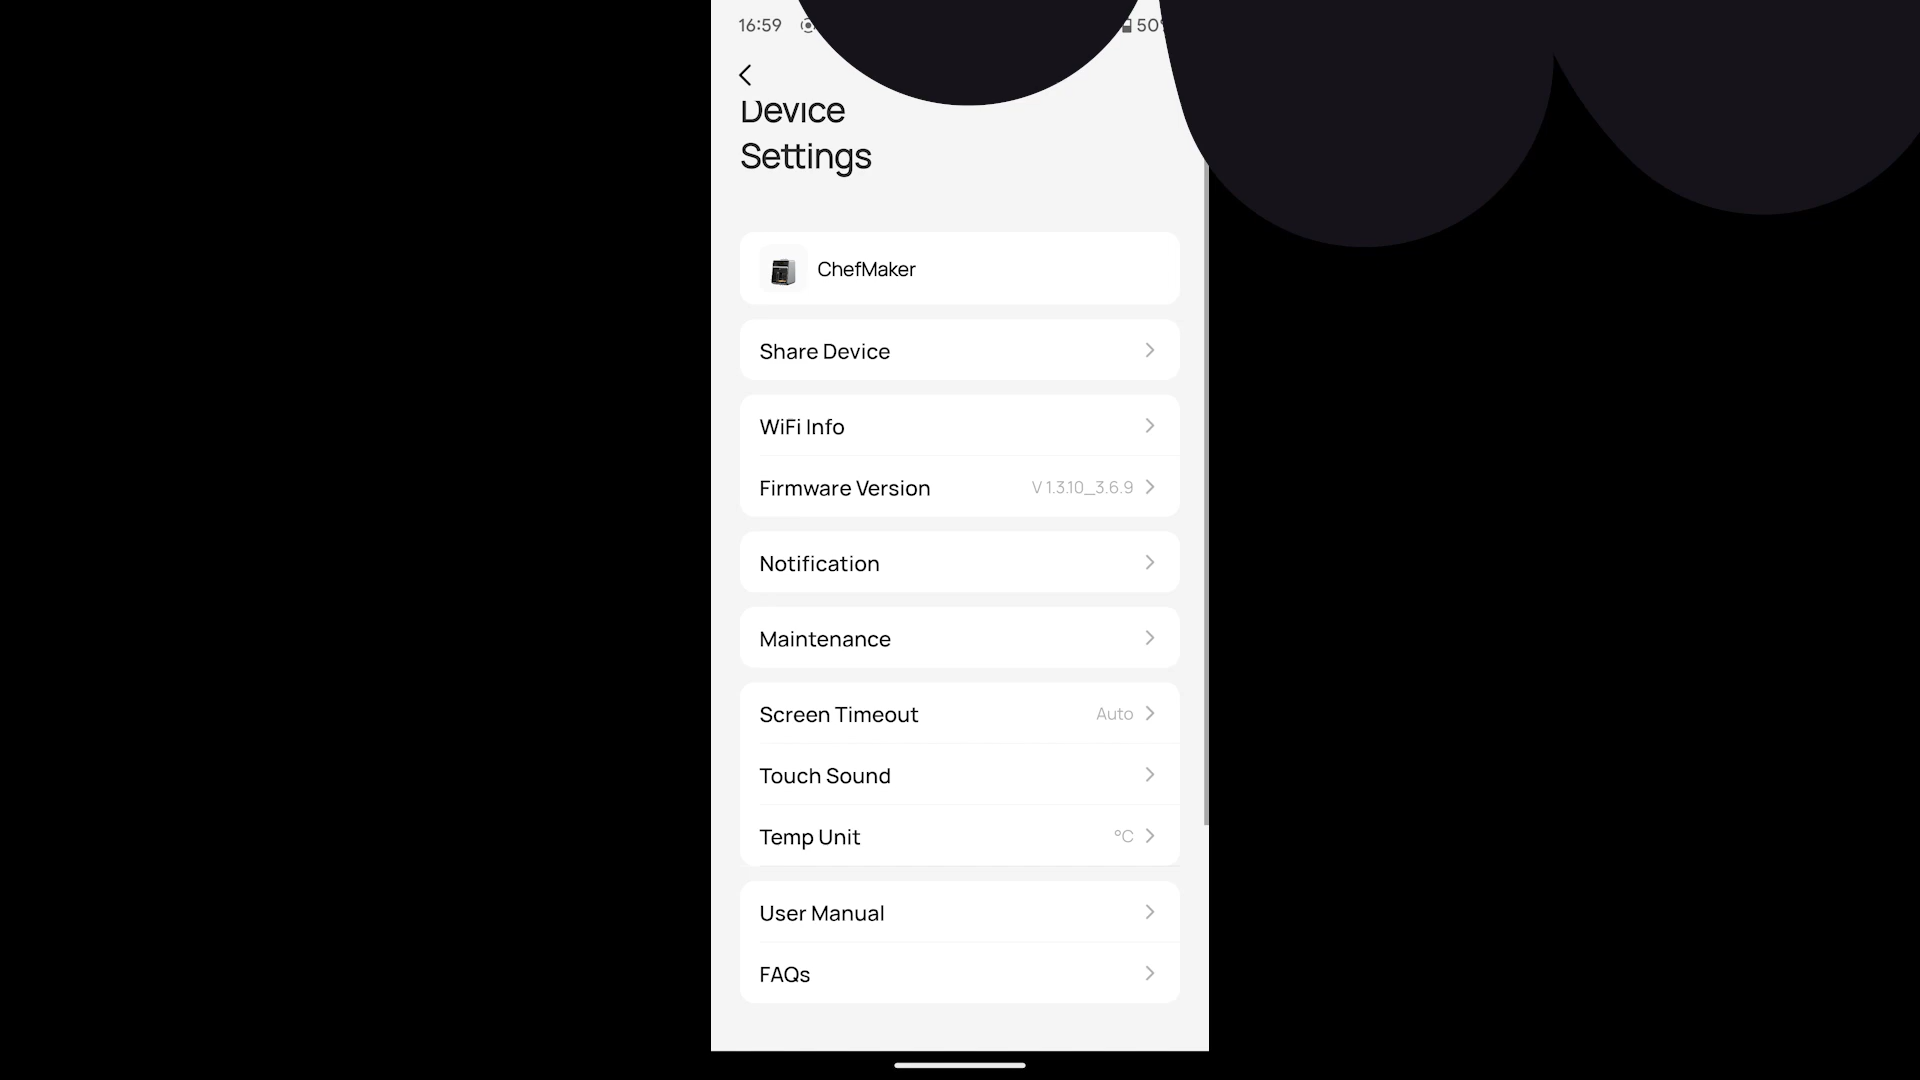 16:59 50
Device
Settings
ChefMaker
Share Device
WiFi Info
Firmware Version V 1.3.10_3.6.9
Notification
Maintenance
Screen Timeout Auto
Touch Sound
Temp Unit °C
User Manual
FAQs